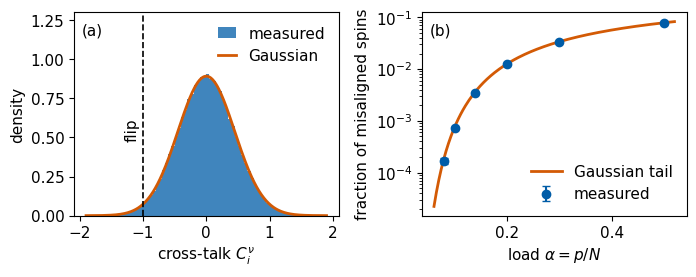 (a)
measured
Gaussian
flip
density
1.25
1.00
0.75
0.50
0.25
0.00
−2
−1
0
1
2
cross-talk $C_i^\nu$
(b)
Gaussian tail
measured
fraction of misaligned spins
10⁻¹
10⁻²
10⁻³
10⁻⁴
0.2
0.4
load α = p/N